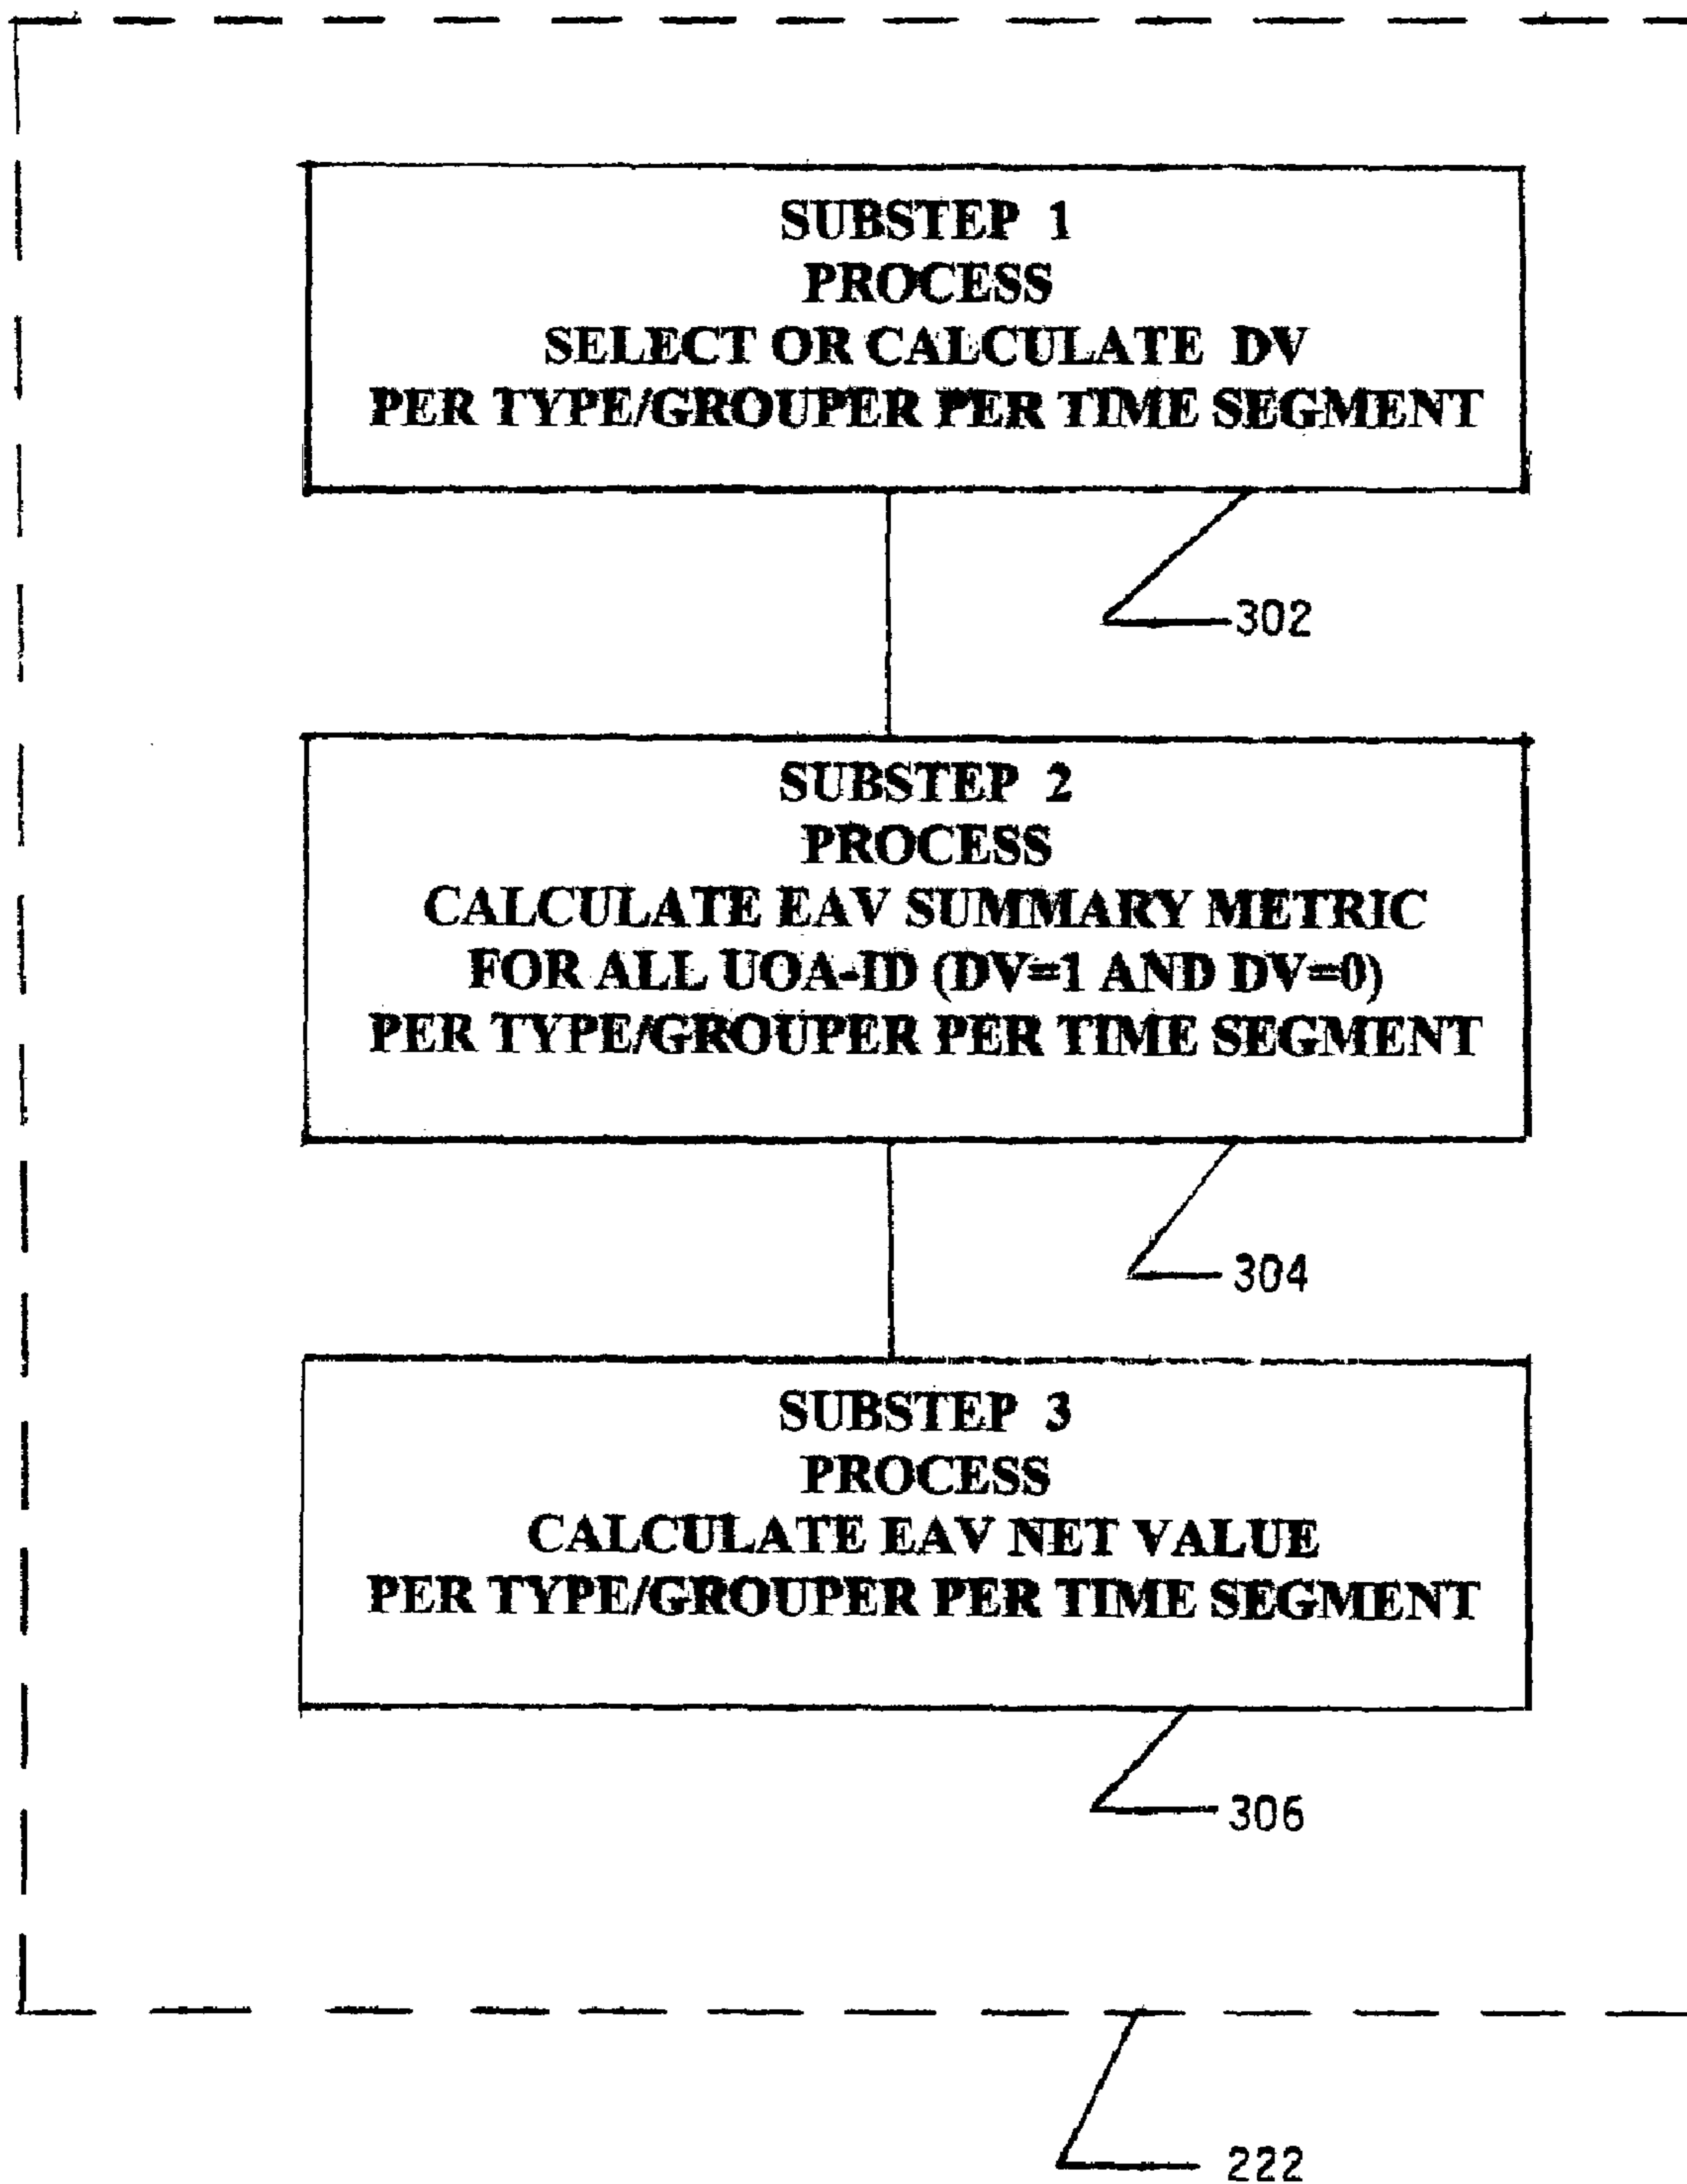 SUBSTEP 1
PROCESS
SELECT OR CALCULATE DV
PER TYPE/GROUPER PER TIME SEGMENT
302
SUBSTEP 2
PROCESS
CALCULATE EAV SUMMARY METRIC
FOR ALL UOA-ID (DV=1 AND DV=0)
PER TYPE/GROUPER PER TIME SEGMENT
304
SUBSTEP 3
PROCESS
CALCULATE EAV NET VALUE
PER TYPE/GROUPER PER TIME SEGMENT
306
222